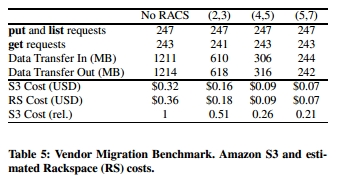 No RACS (2,3) (4,5) (5,7)
put and list requests 247 247 247 247
get requests 243 241 243 243
Data Transfer In (MB) 1211 610 306 244
Data Transfer Out (MB) 1214 618 316 242
S3 Cost (USD) $0.32 $0.16 $0.09 $0.07
RS Cost (USD) $0.36 $0.18 $0.09 $0.07
S3 Cost (rel.) 1 0.51 0.26 0.21
Table 5: Vendor Migration Benchmark. Amazon S3 and esti-
mated Rackspace (RS) costs.